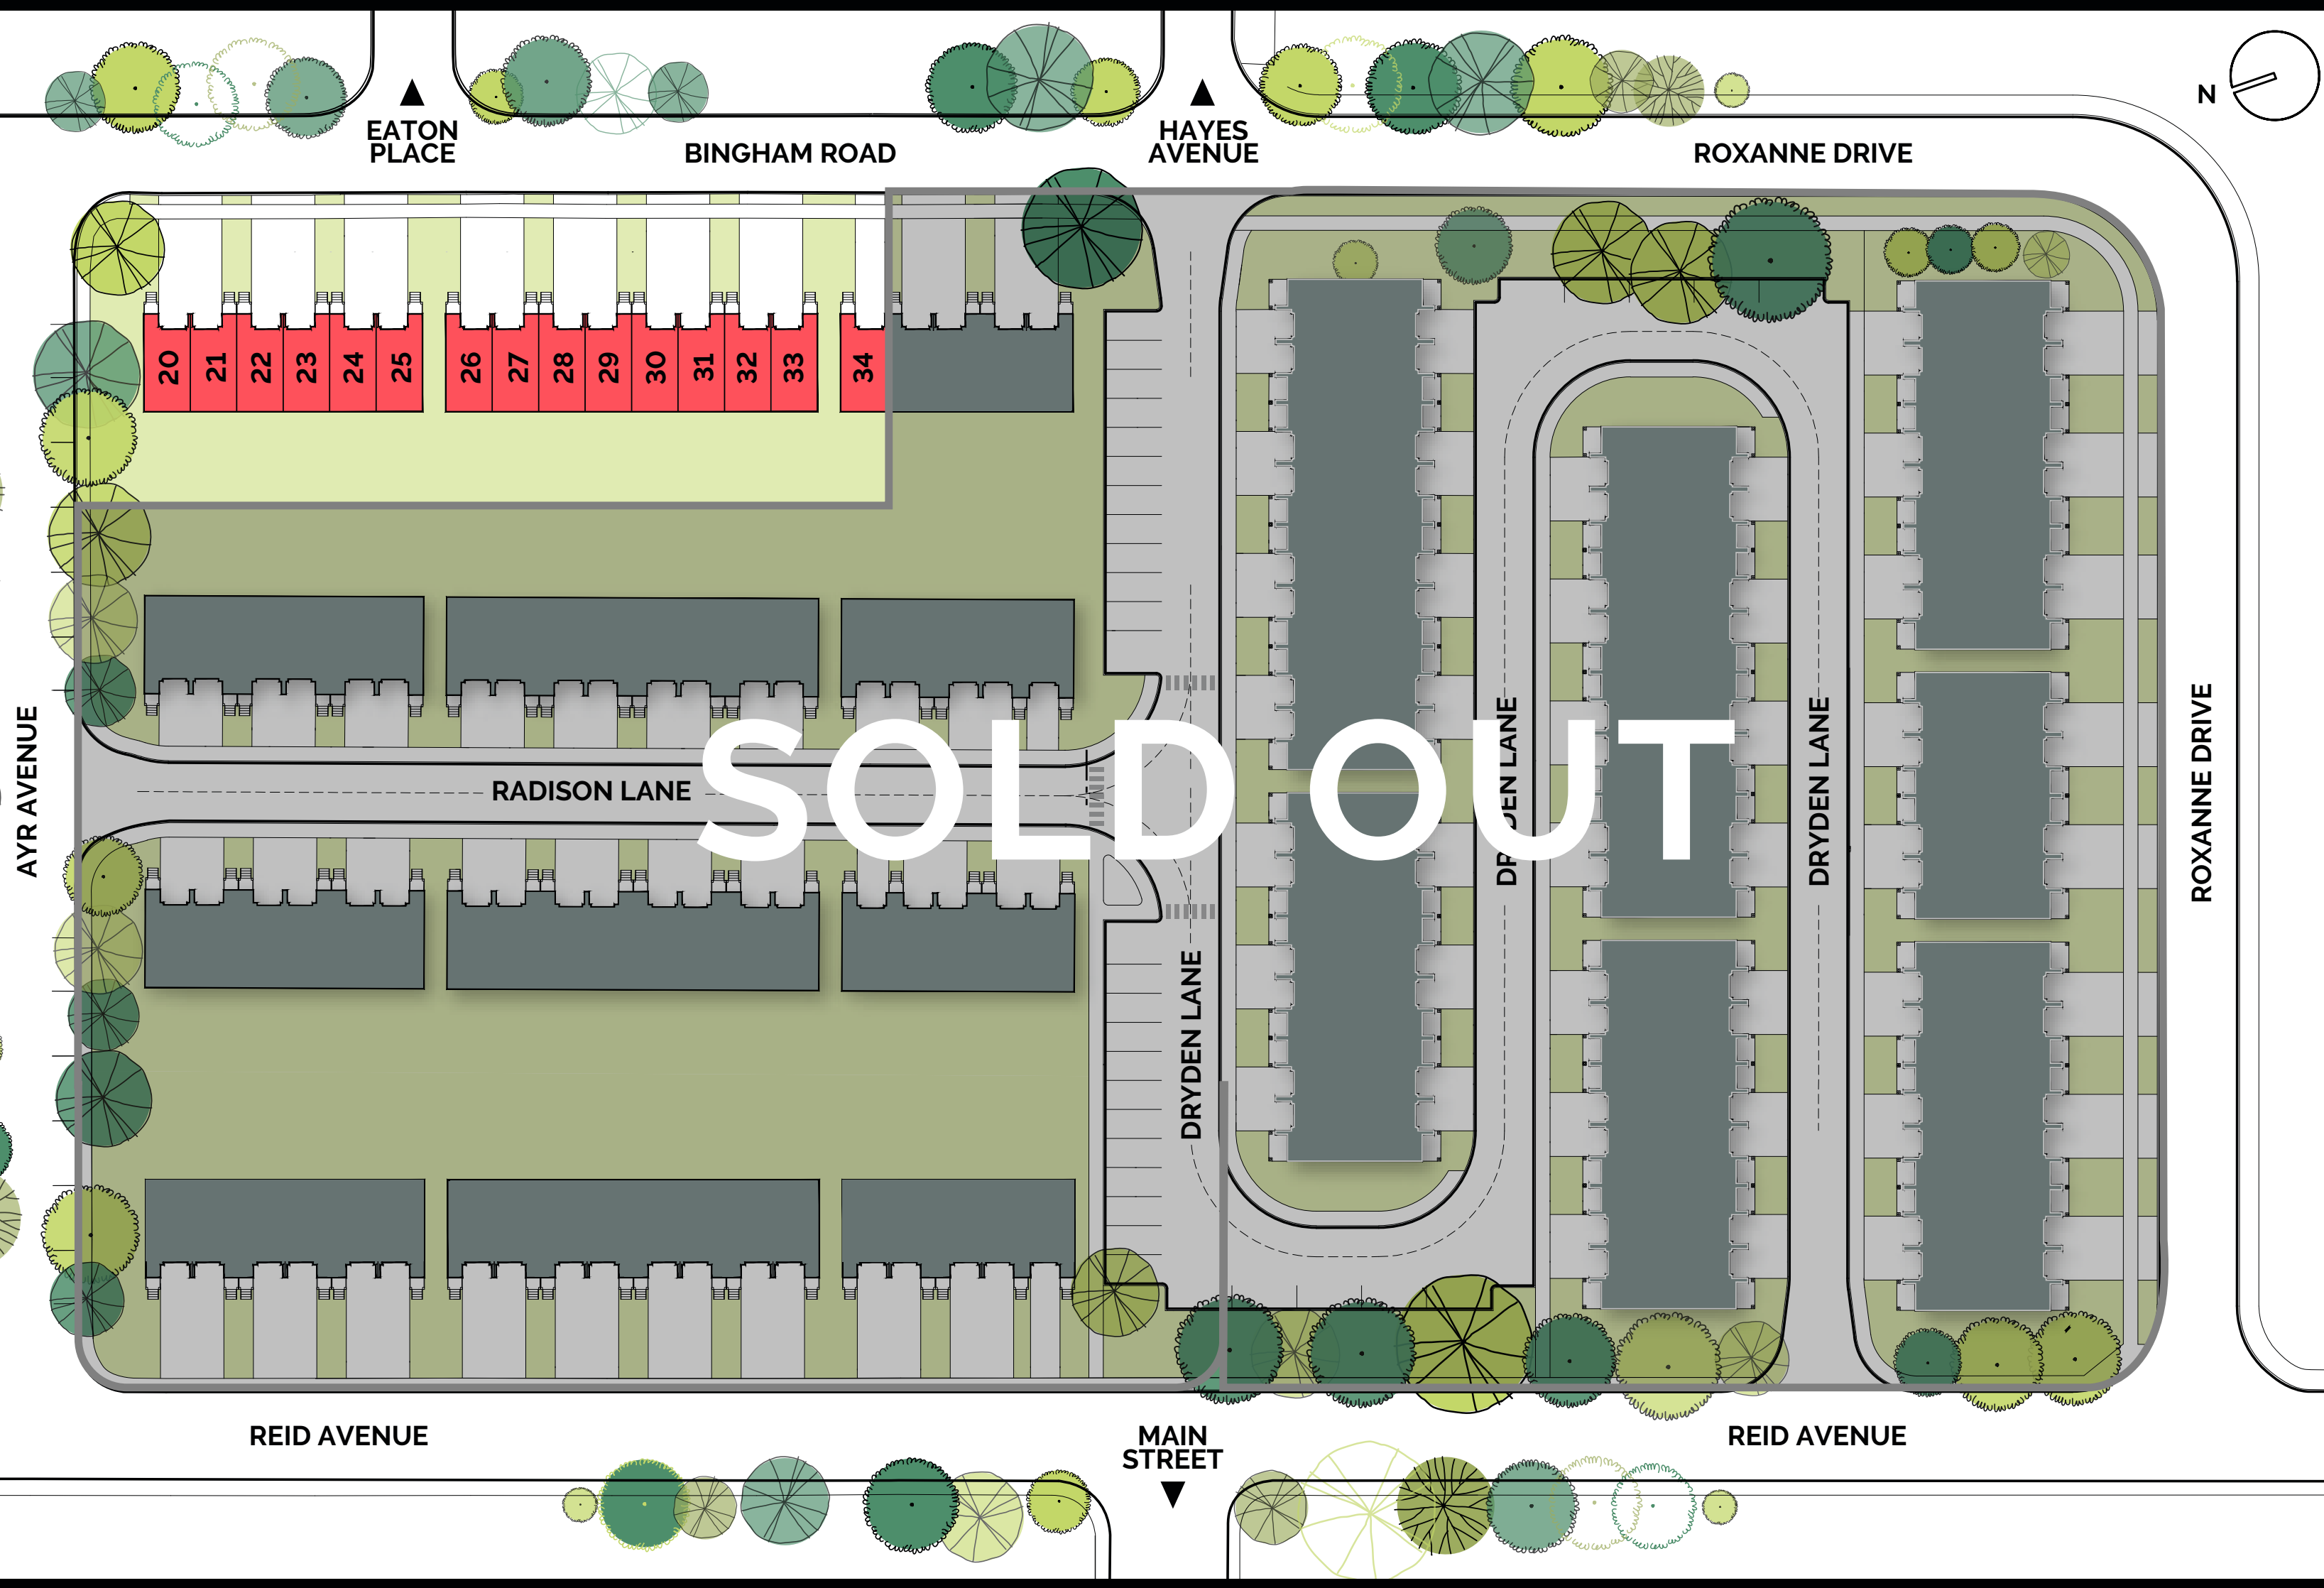 N
EATON
PLACE
BINGHAM ROAD
HAYES
AVENUE
ROXANNE DRIVE
20
21
22
23
24
25
26
27
28
29
30
31
32
33
34
AYR AVENUE
RADISON LANE
SOLD OUT
DRYDEN LANE
DRYDEN LANE
DRYDEN LANE
ROXANNE DRIVE
REID AVENUE
MAIN
STREET
REID AVENUE